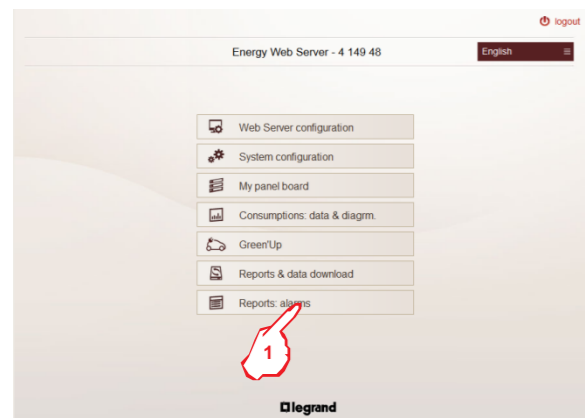 logout
Energy Web Server - 4 149 48
English
Web Server configuration
System configuration
My panel board
Consumptions: data & diagrm.
Green'Up
Reports & data download
Reports: alarms
1
legrand